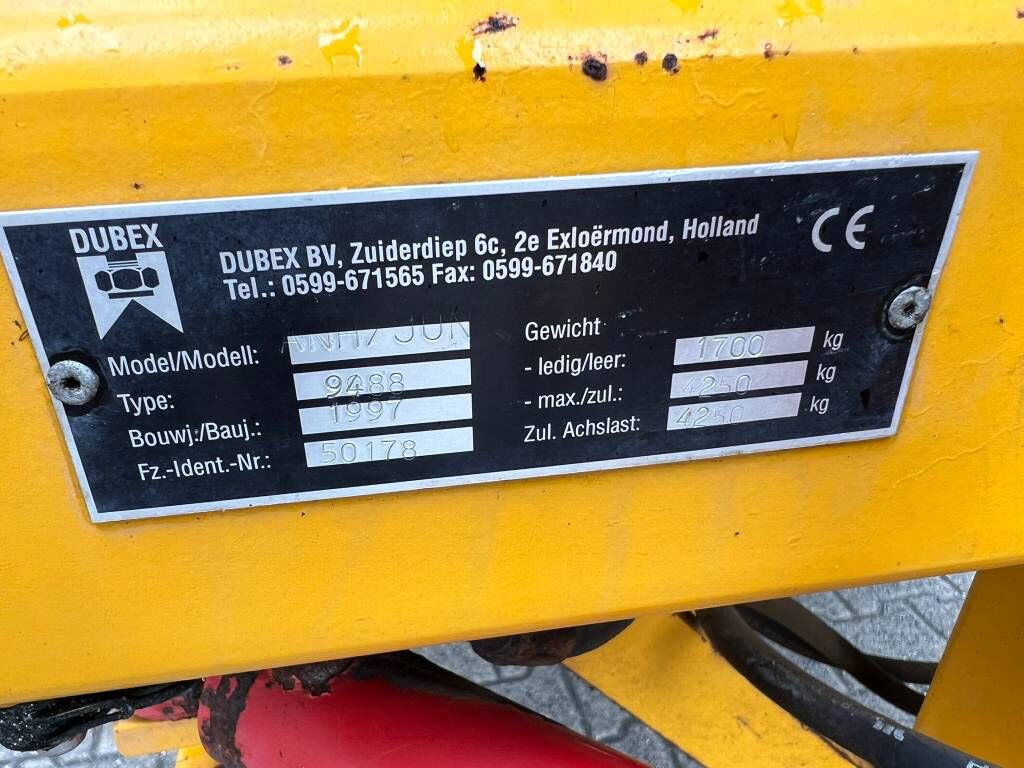 DUBEX
DUBEX BV, Zuiderdiep 6c, 2e Exloërmond, Holland
Tel.: 0599-671565 Fax: 0599-671840
CE
Model/Modell: ANH/JUN
Type: 9488
Bouwj./Bauj.: 1997
Fz.-Ident.-Nr.: 50178
Gewicht
- ledig/leer: 1700 kg
- max./zul.: 4250 kg
Zul. Achslast: 4250 kg